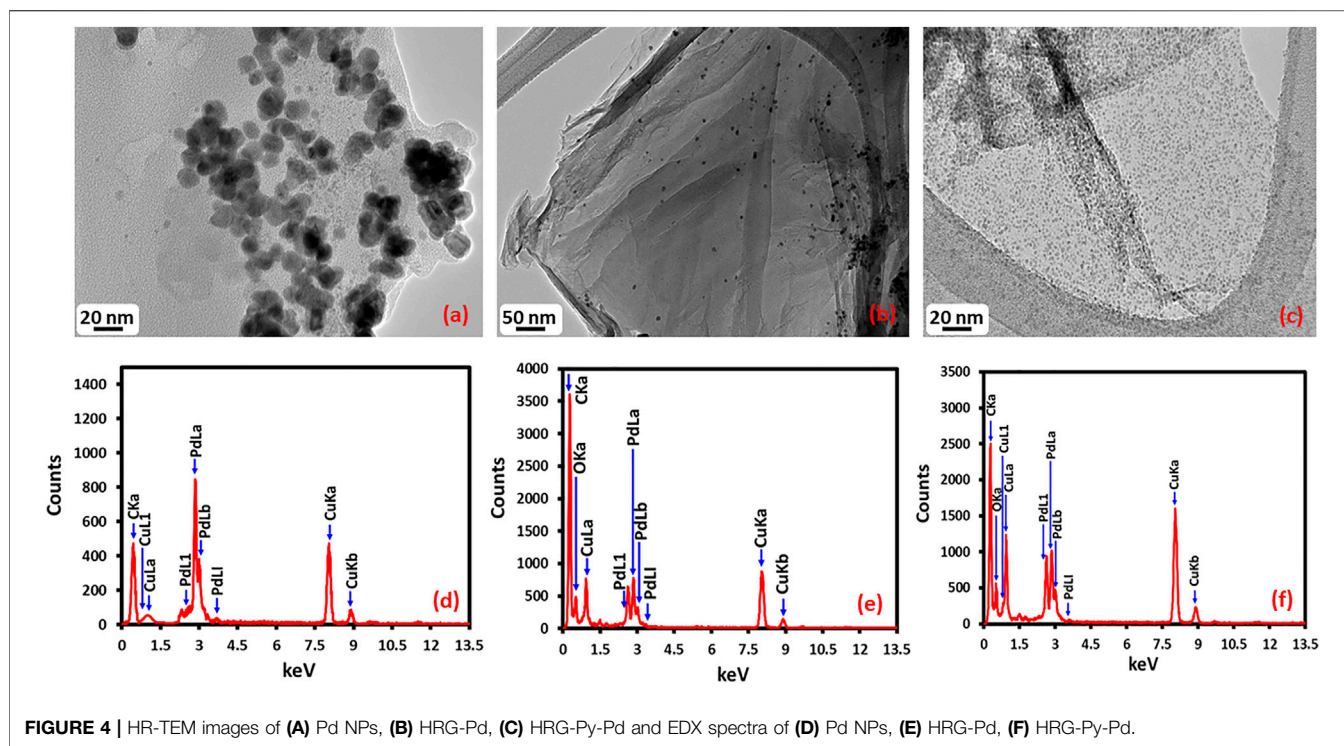 20 nm
(a)
50 nm
(b)
20 nm
(c)
1400
1200
1000
800
600
400
200
0
Counts
CKa
CuL1
CuLa
PdL1
PdLa
PdLb
PdLl
CuKa
CuKb
(d)
0 1.5 3 4.5 6 7.5 9 10.5 12 13.5
keV
4000
3500
3000
2500
2000
1500
1000
500
0
Counts
CKa
OKa
CuLa
PdL1
PdLa
PdLb
PdLl
CuKa
CuKb
(e)
0 1.5 3 4.5 6 7.5 9 10.5 12 13.5
keV
3500
3000
2500
2000
1500
1000
500
0
Counts
CKa
OKa
CuL1
CuLa
PdL1
PdLa
PdLb
PdLl
CuKa
CuKb
(f)
0 1.5 3 4.5 6 7.5 9 10.5 12 13.5
keV
FIGURE 4 | HR-TEM images of (A) Pd NPs, (B) HRG-Pd, (C) HRG-Py-Pd and EDX spectra of (D) Pd NPs, (E) HRG-Pd, (F) HRG-Py-Pd.